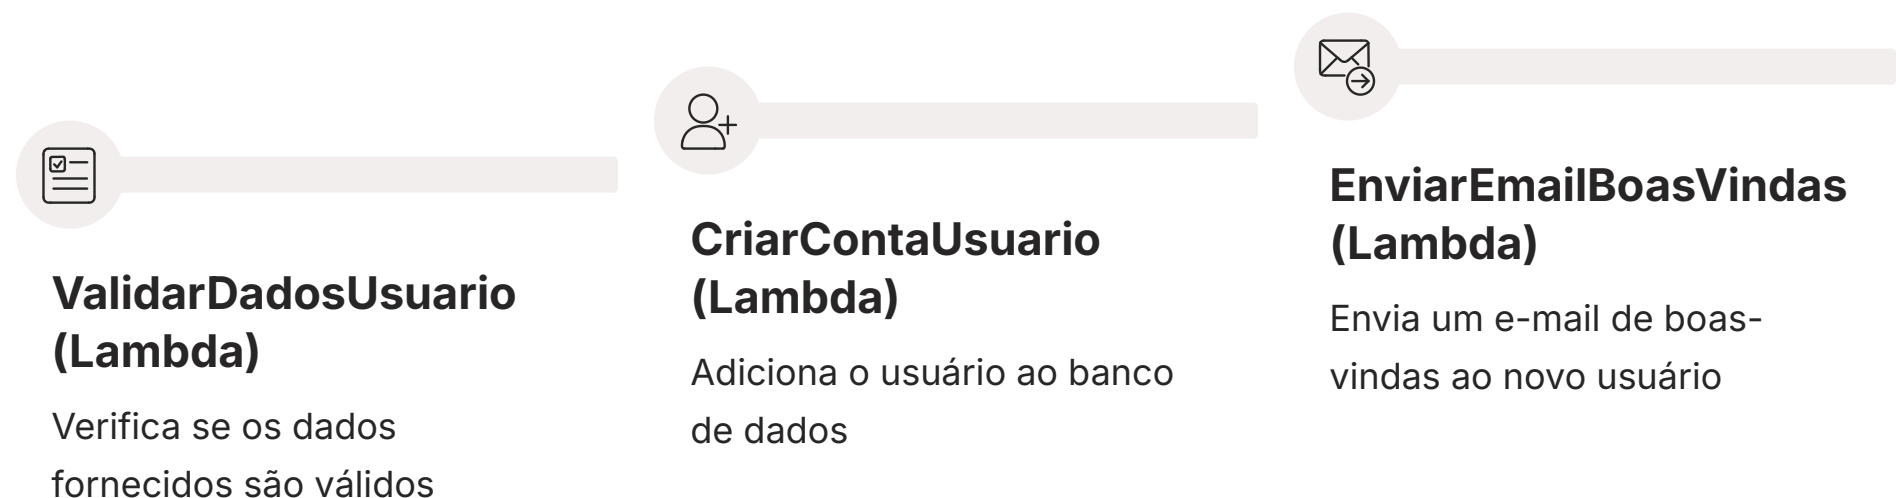 ValidarDadosUsuario
(Lambda)
Verifica se os dados
fornecidos são válidos
CriarContaUsuario
(Lambda)
Adiciona o usuário ao banco
de dados
EnviarEmailBoasVindas
(Lambda)
Envia um e-mail de boas-
vindas ao novo usuário